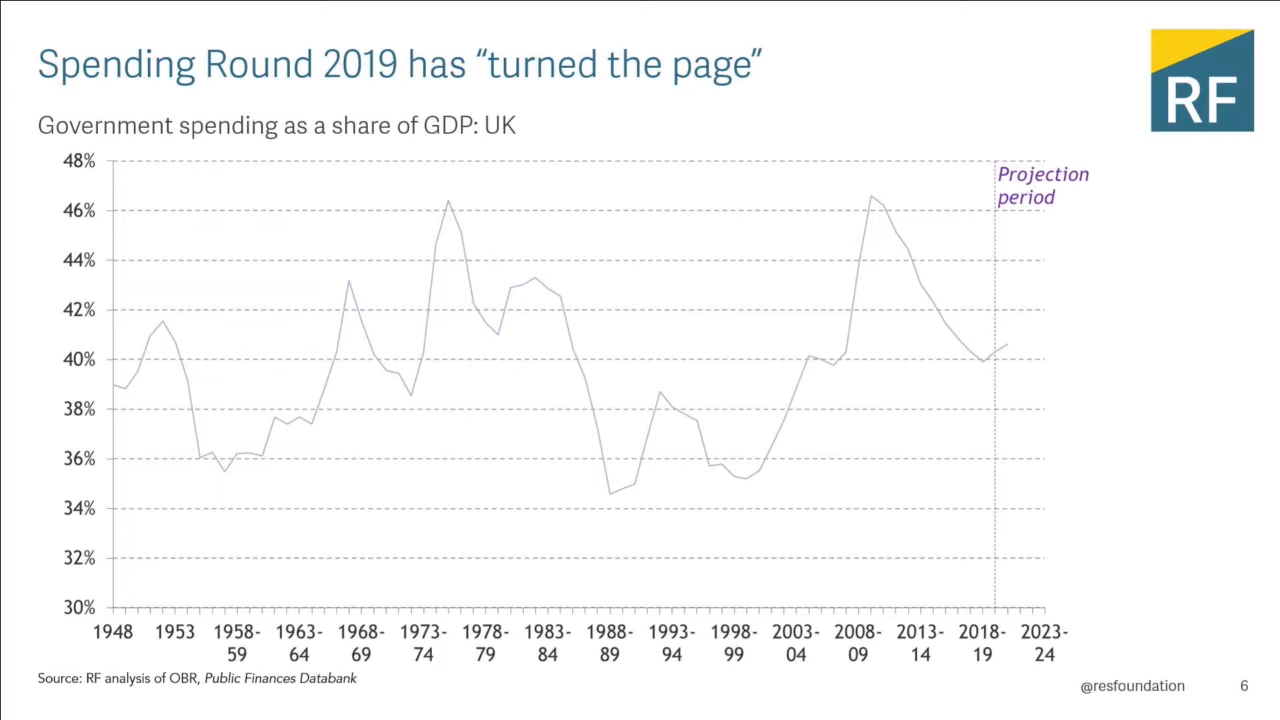 Spending Round 2019 has “turned the page”
RF
Government spending as a share of GDP: UK
48%
46%
44%
42%
40%
38%
36%
34%
32%
30%
Projection
period
1948 1953 1958- 1963- 1968- 1973- 1978- 1983- 1988- 1993- 1998- 2003- 2008- 2013- 2018- 2023-
59 64 69 74 79 84 89 94 99 04 09 14 19 24
Source: RF analysis of OBR, Public Finances Databank
@resfoundation 6